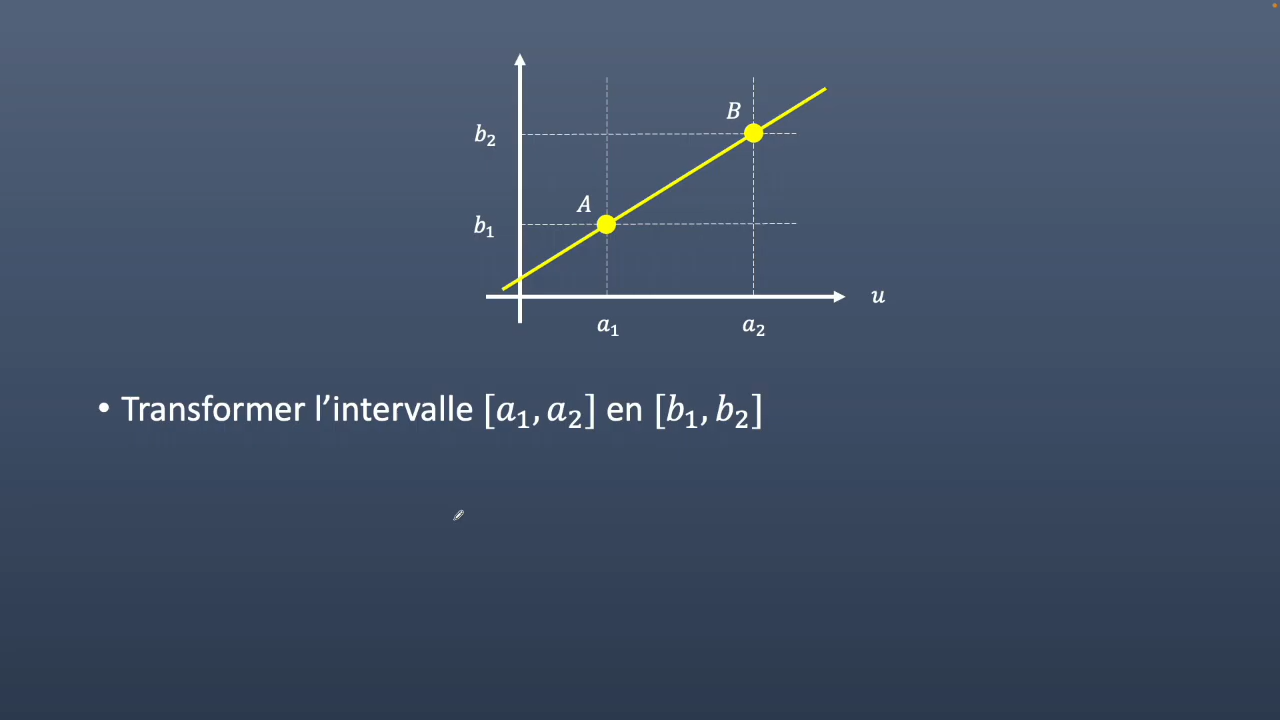 B
b₂
A
b₁
u
a₁
a₂
• Transformer l’intervalle [a₁, a₂] en [b₁, b₂]